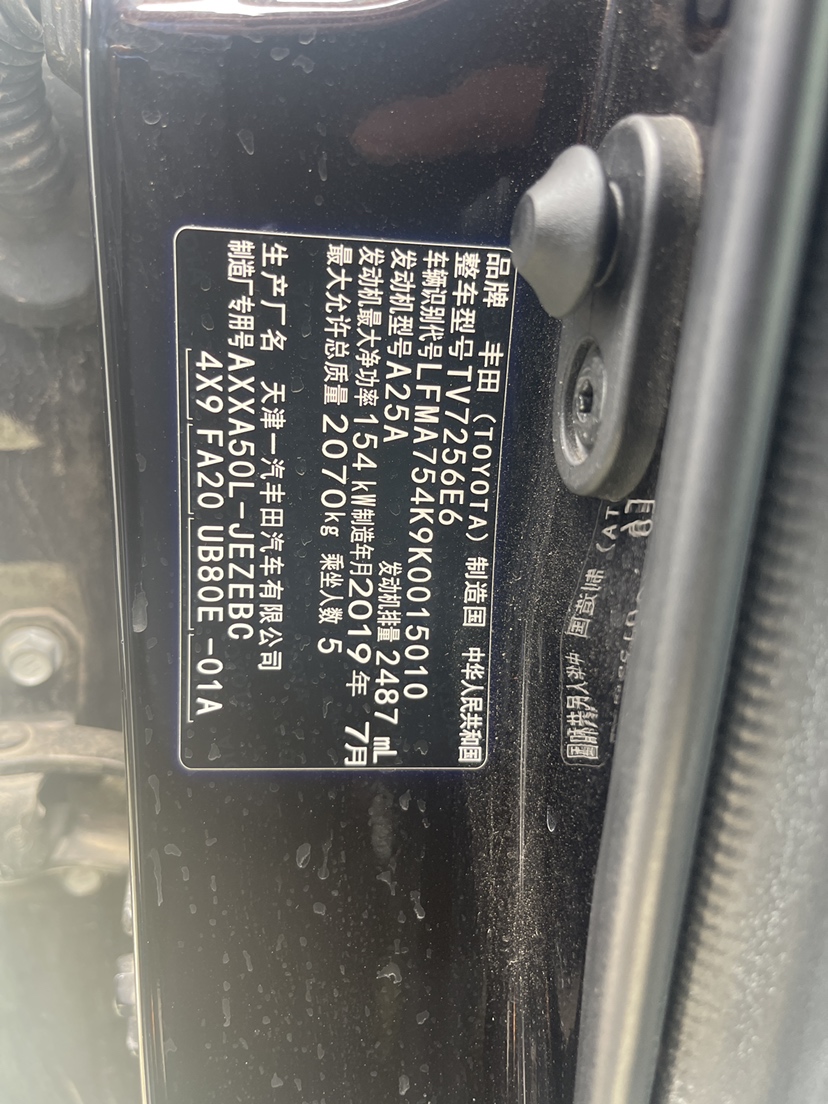 品牌 丰田 (TOYOTA) 制造国 中华人民共和国
整车型号 TV7256E6
车辆识别代号 LFMA754K9K0015010
发动机型号 A25A 发动机排量 2487 mL
发动机最大净功率 154 kW 制造年月 2019 年 7月
最大允许总质量 2070kg 乘坐人数 5
生产厂名 天津一汽丰田汽车有限公司
制造厂专用号 AXXA50L-JEZEBC
4X9 FA20 UB80E -01A